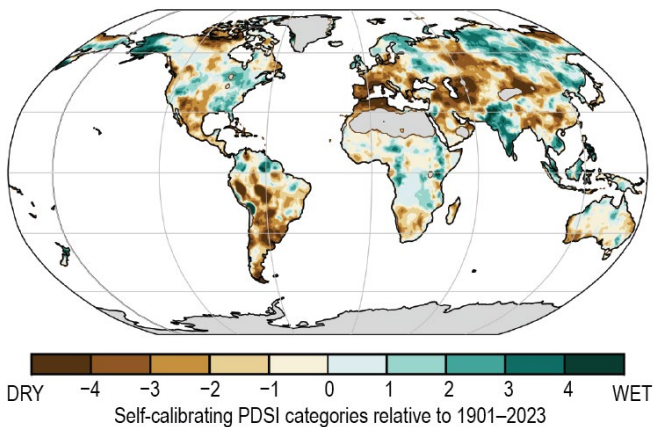 DRY −4 −3 −2 −1 0 1 2 3 4 WET
Self-calibrating PDSI categories relative to 1901–2023